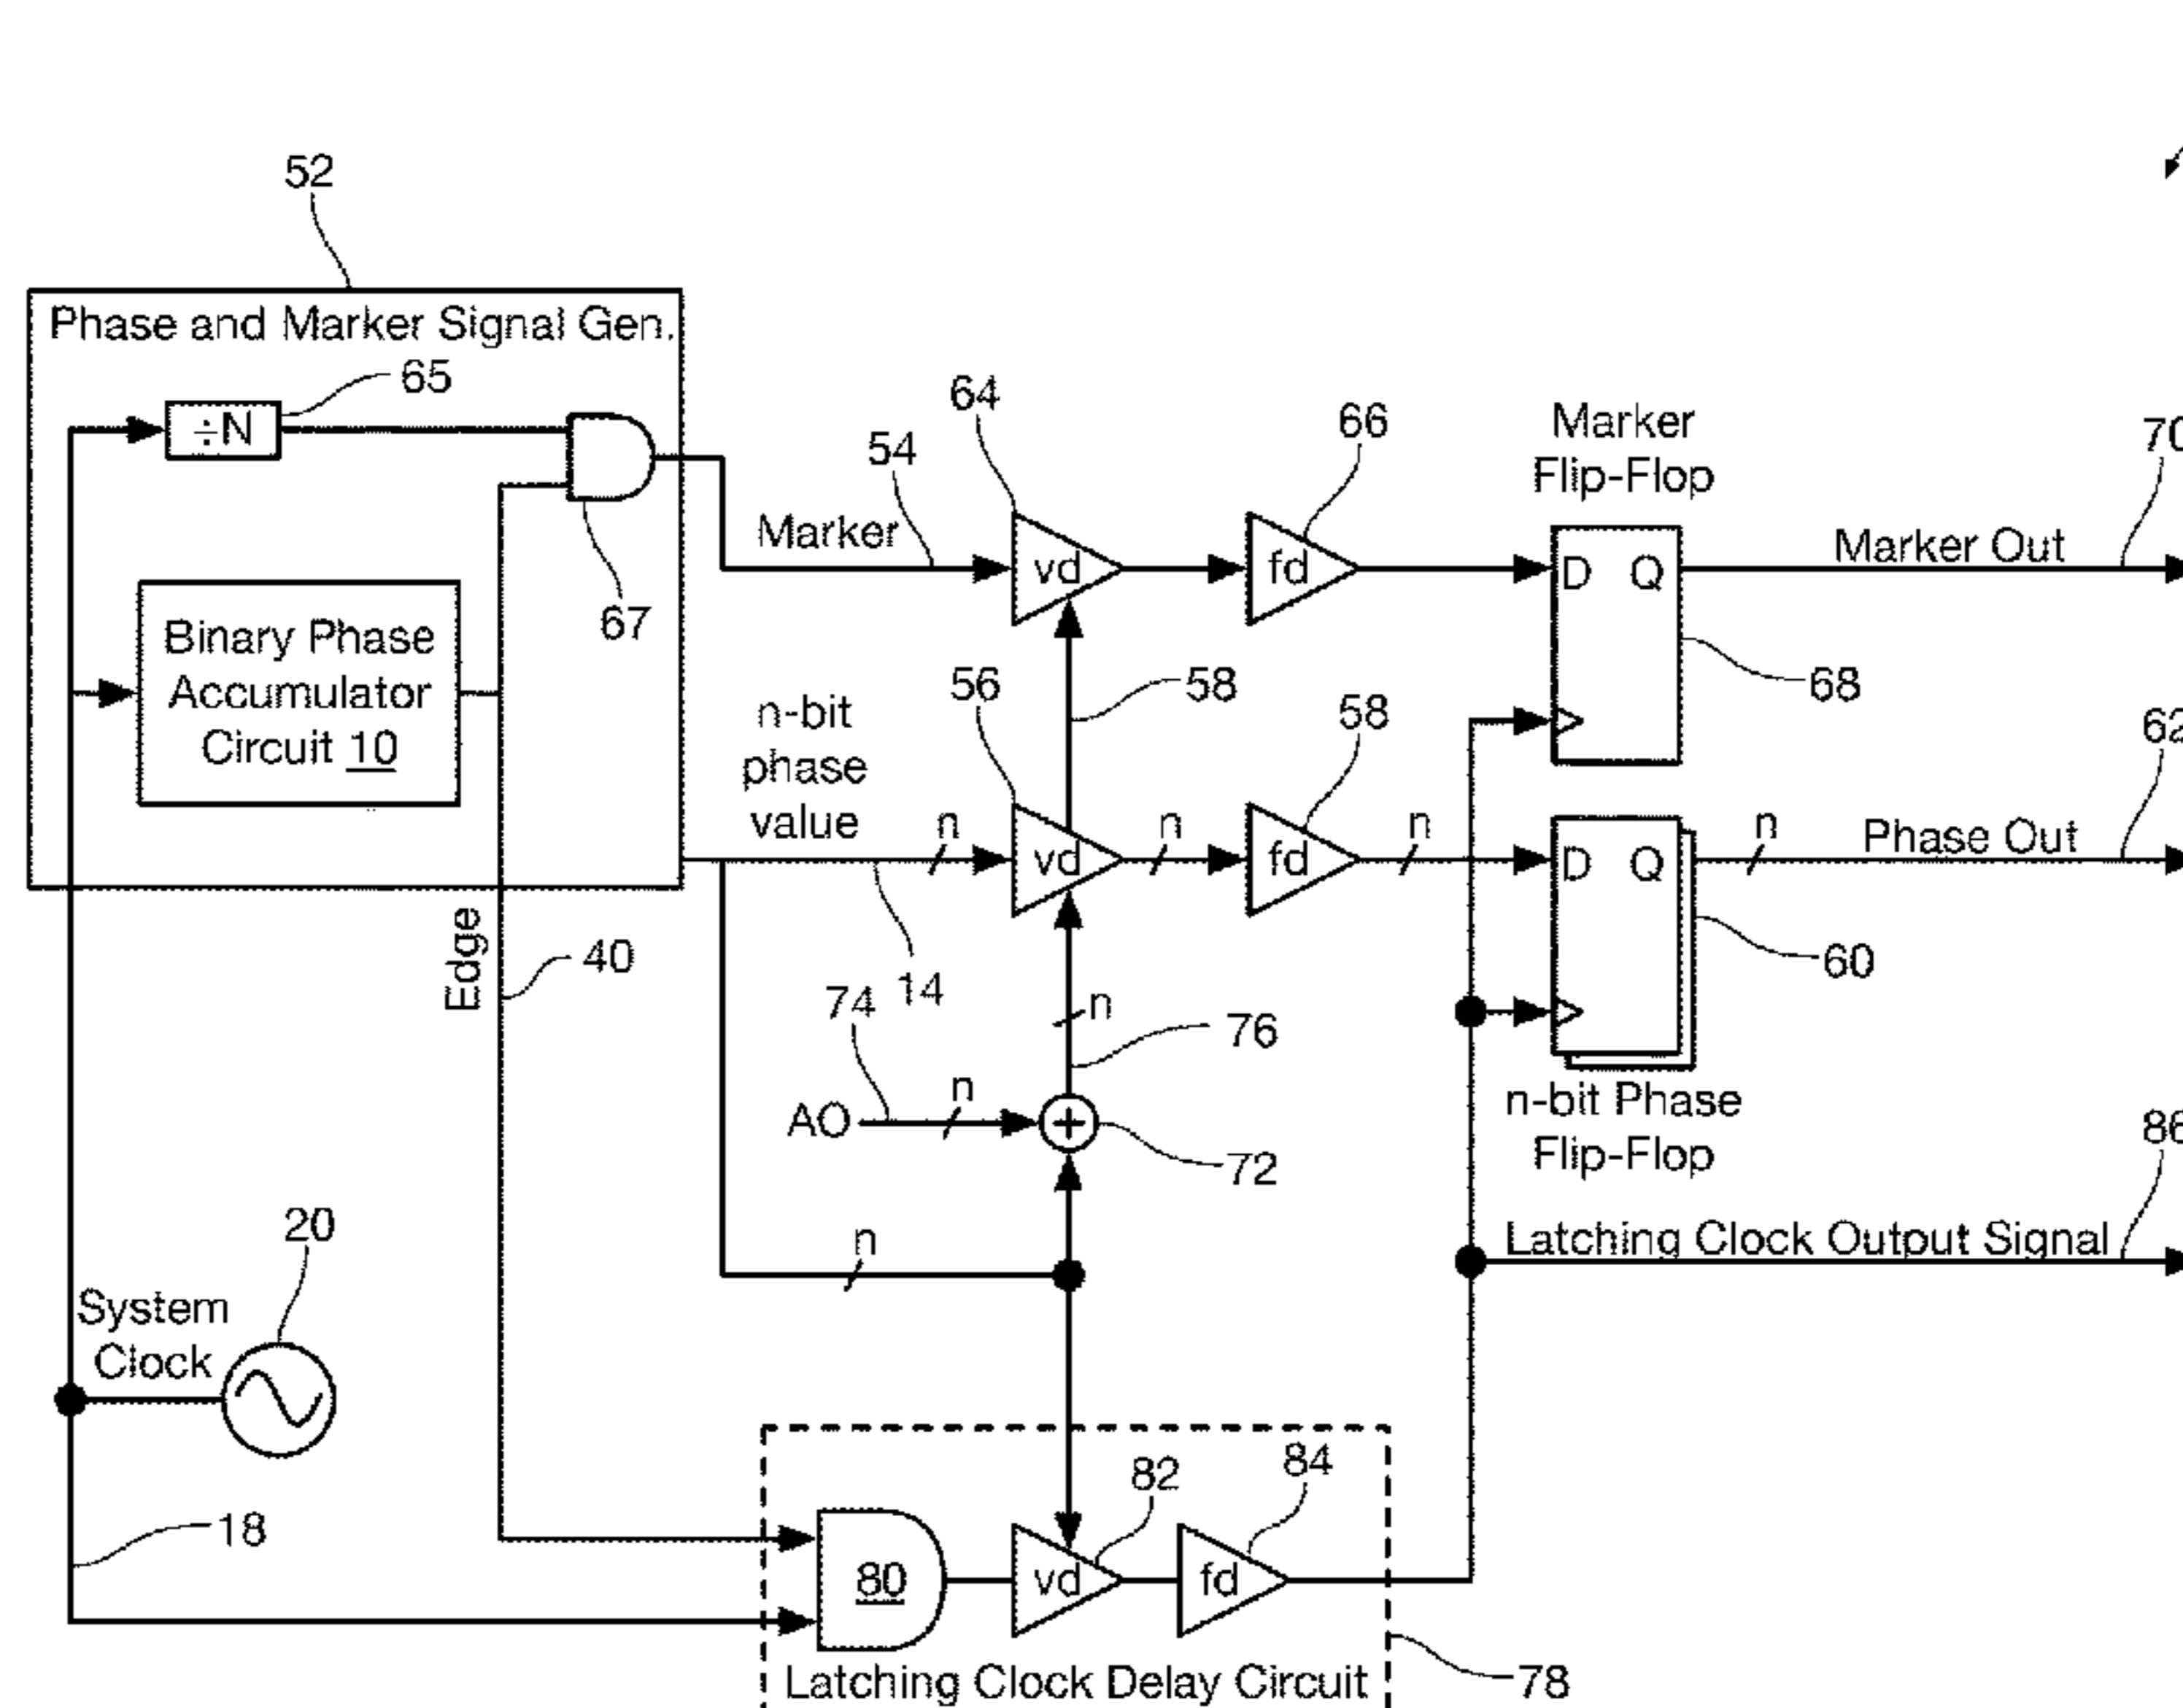 52
Phase and Marker Signal Gen.
65
÷N
67
Binary Phase
Accumulator
Circuit 10
54
Marker
64
vd
66
fd
Marker
Flip-Flop
D Q
68
Marker Out
70
58
n-bit
phase
value
n
56
vd
n
58
fd
n
D Q
n
Phase Out
62
60
n-bit Phase
Flip-Flop
Edge
40
14
74
n
76
AO
n
+
72
n
86
Latching Clock Output Signal
20
System
Clock
18
80
82
vd
84
fd
Latching Clock Delay Circuit
78